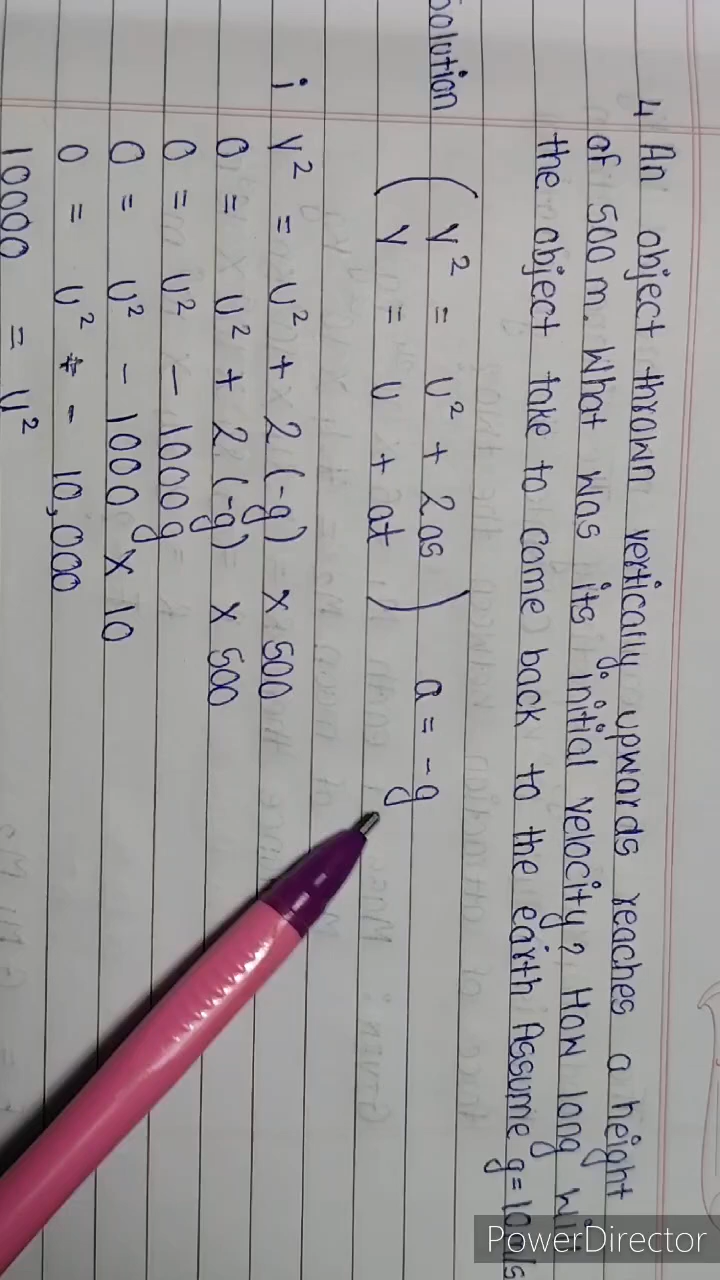 4 An object thrown vertically upwards reaches a height
of 500 m. What was its initial velocity? How long will
the object take to come back to the earth Assume g = 10 m/s
Solution ( v² = u² + 2as ) a = -g
( v = u + at )
i v² = u² + 2 (-g) × 500
0 = u² + 2 (-g) × 500
0 = u² - 1000 g
0 = u² - 1000 × 10
0 = u² - 10,000
10000 = u²
PowerDirector